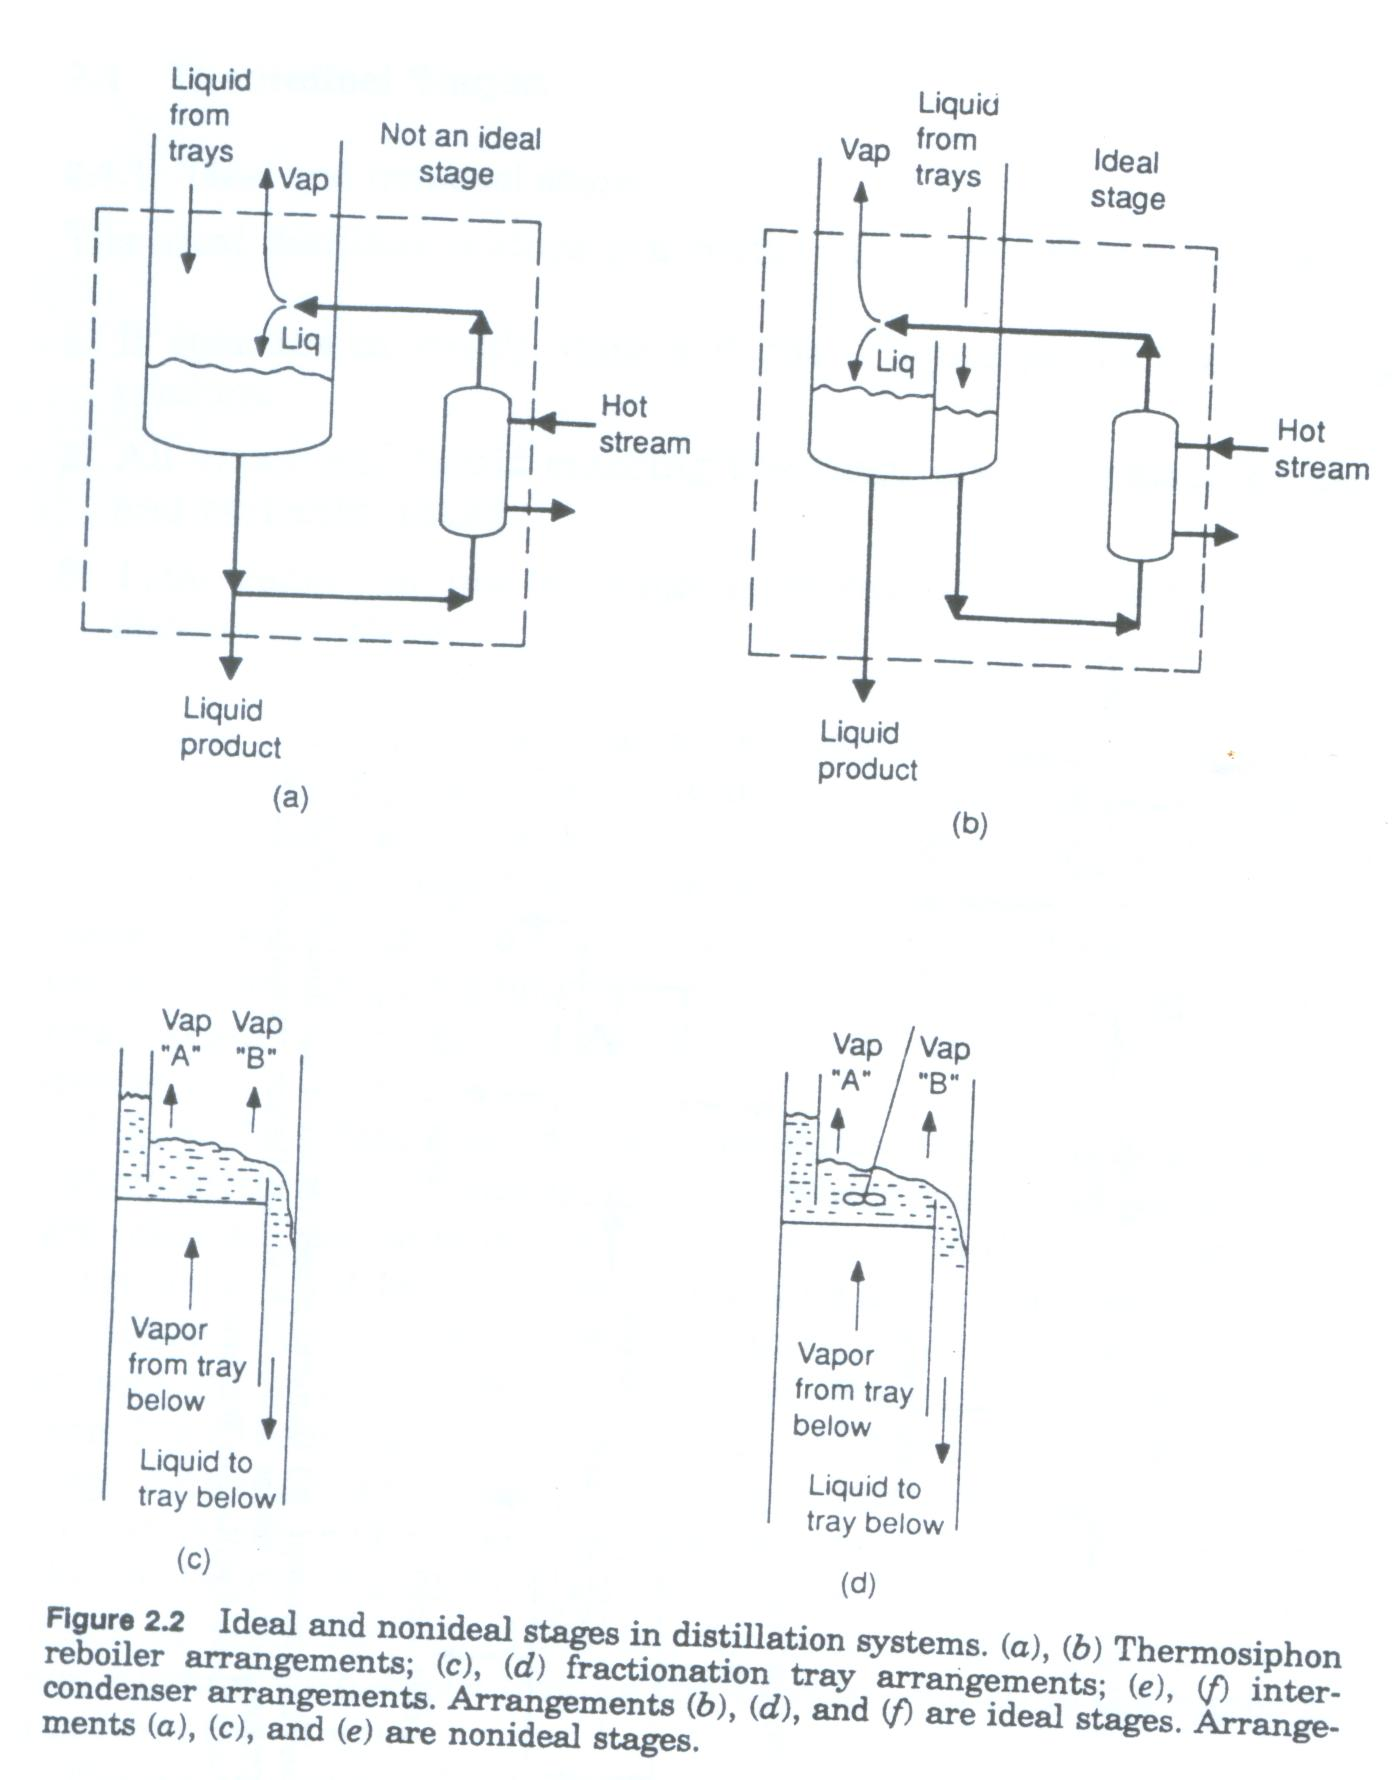 Liquid
from
trays
Vap
Not an ideal
stage
Liq
Hot
stream
Liquid
product
(a)
Vap
Liquid
from
trays
Ideal
stage
Liq
Hot
stream
Liquid
product
(b)
Vap Vap
"A" "B"
Vapor
from tray
below
Liquid to
tray below
(c)
Vap Vap
"A" "B"
Vapor
from tray
below
Liquid to
tray below
(d)
Figure 2.2 Ideal and nonideal stages in distillation systems. (a), (b) Thermosiphon
reboiler arrangements; (c), (d) fractionation tray arrangements; (e), (f) inter-
condenser arrangements. Arrangements (b), (d), and (f) are ideal stages. Arrange-
ments (a), (c), and (e) are nonideal stages.